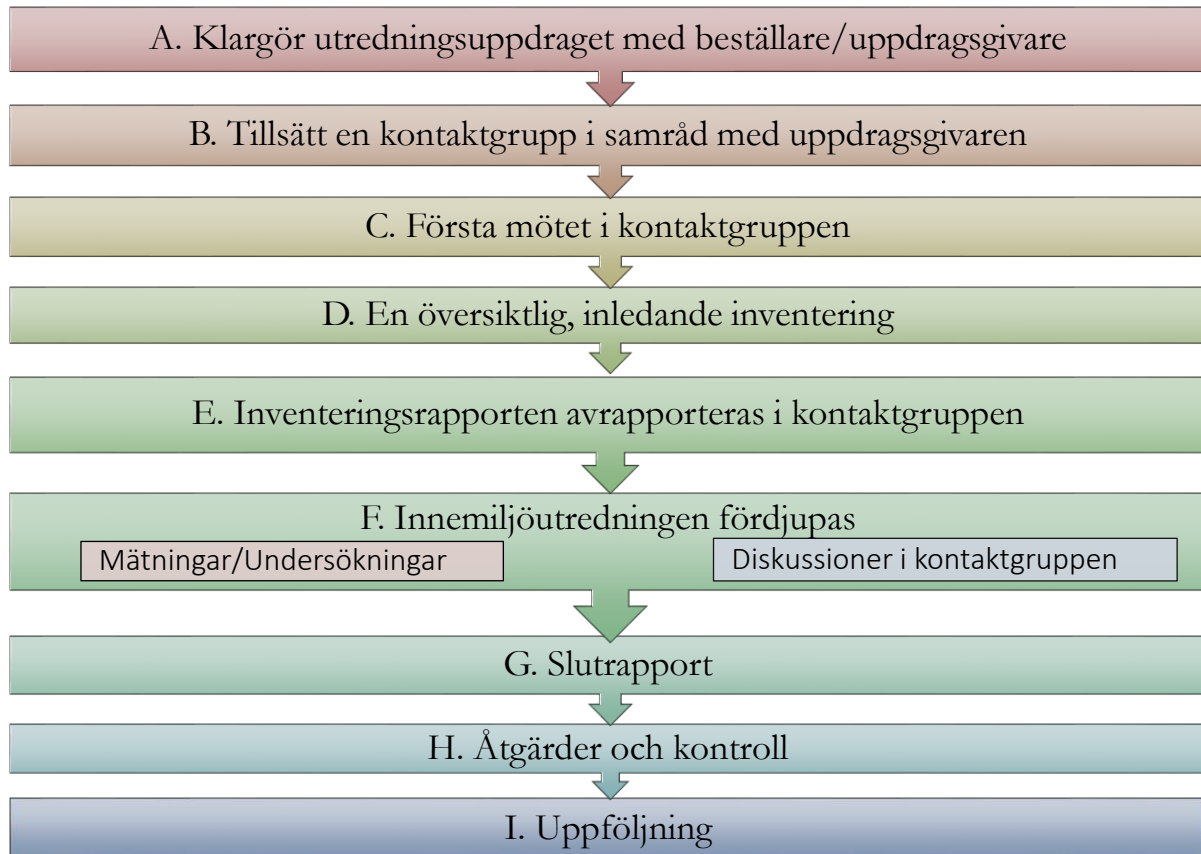 A. Klargör utredningsuppdraget med beställare/uppdragsgivare
B. Tillsätt en kontaktgrupp i samråd med uppdragsgivaren
C. Första mötet i kontaktgruppen
D. En översiktlig, inledande inventering
E. Inventeringsrapporten avrapporteras i kontaktgruppen
F. Innemiljöutredningen fördjupas
Mätningar/Undersökningar
Diskussioner i kontaktgruppen
G. Slutrapport
H. Åtgärder och kontroll
I. Uppföljning